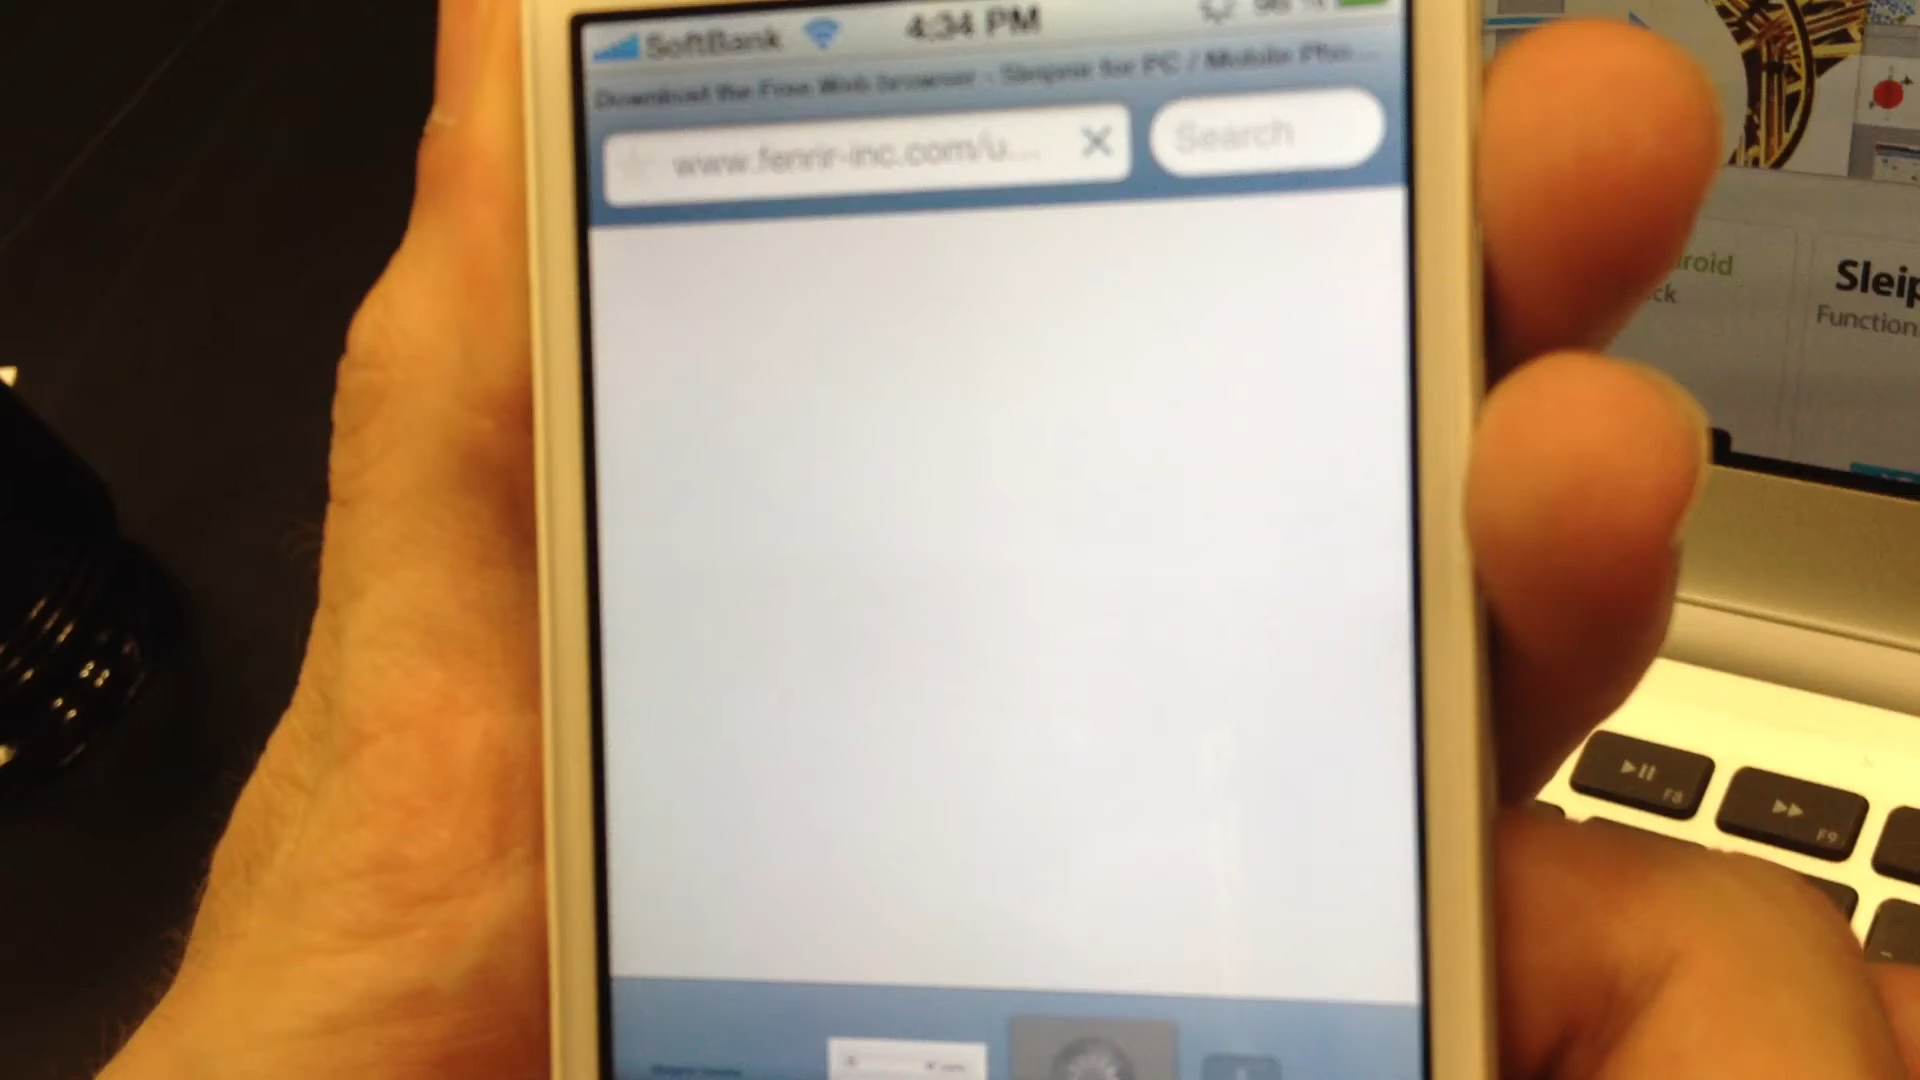 SoftBank 4:34 PM
Download the Free Web browser - Sleipnir for PC / Mobile Pho...
www.fenrir-inc.com/u... Search
roid
ck
Sleip
Function
F8
F9